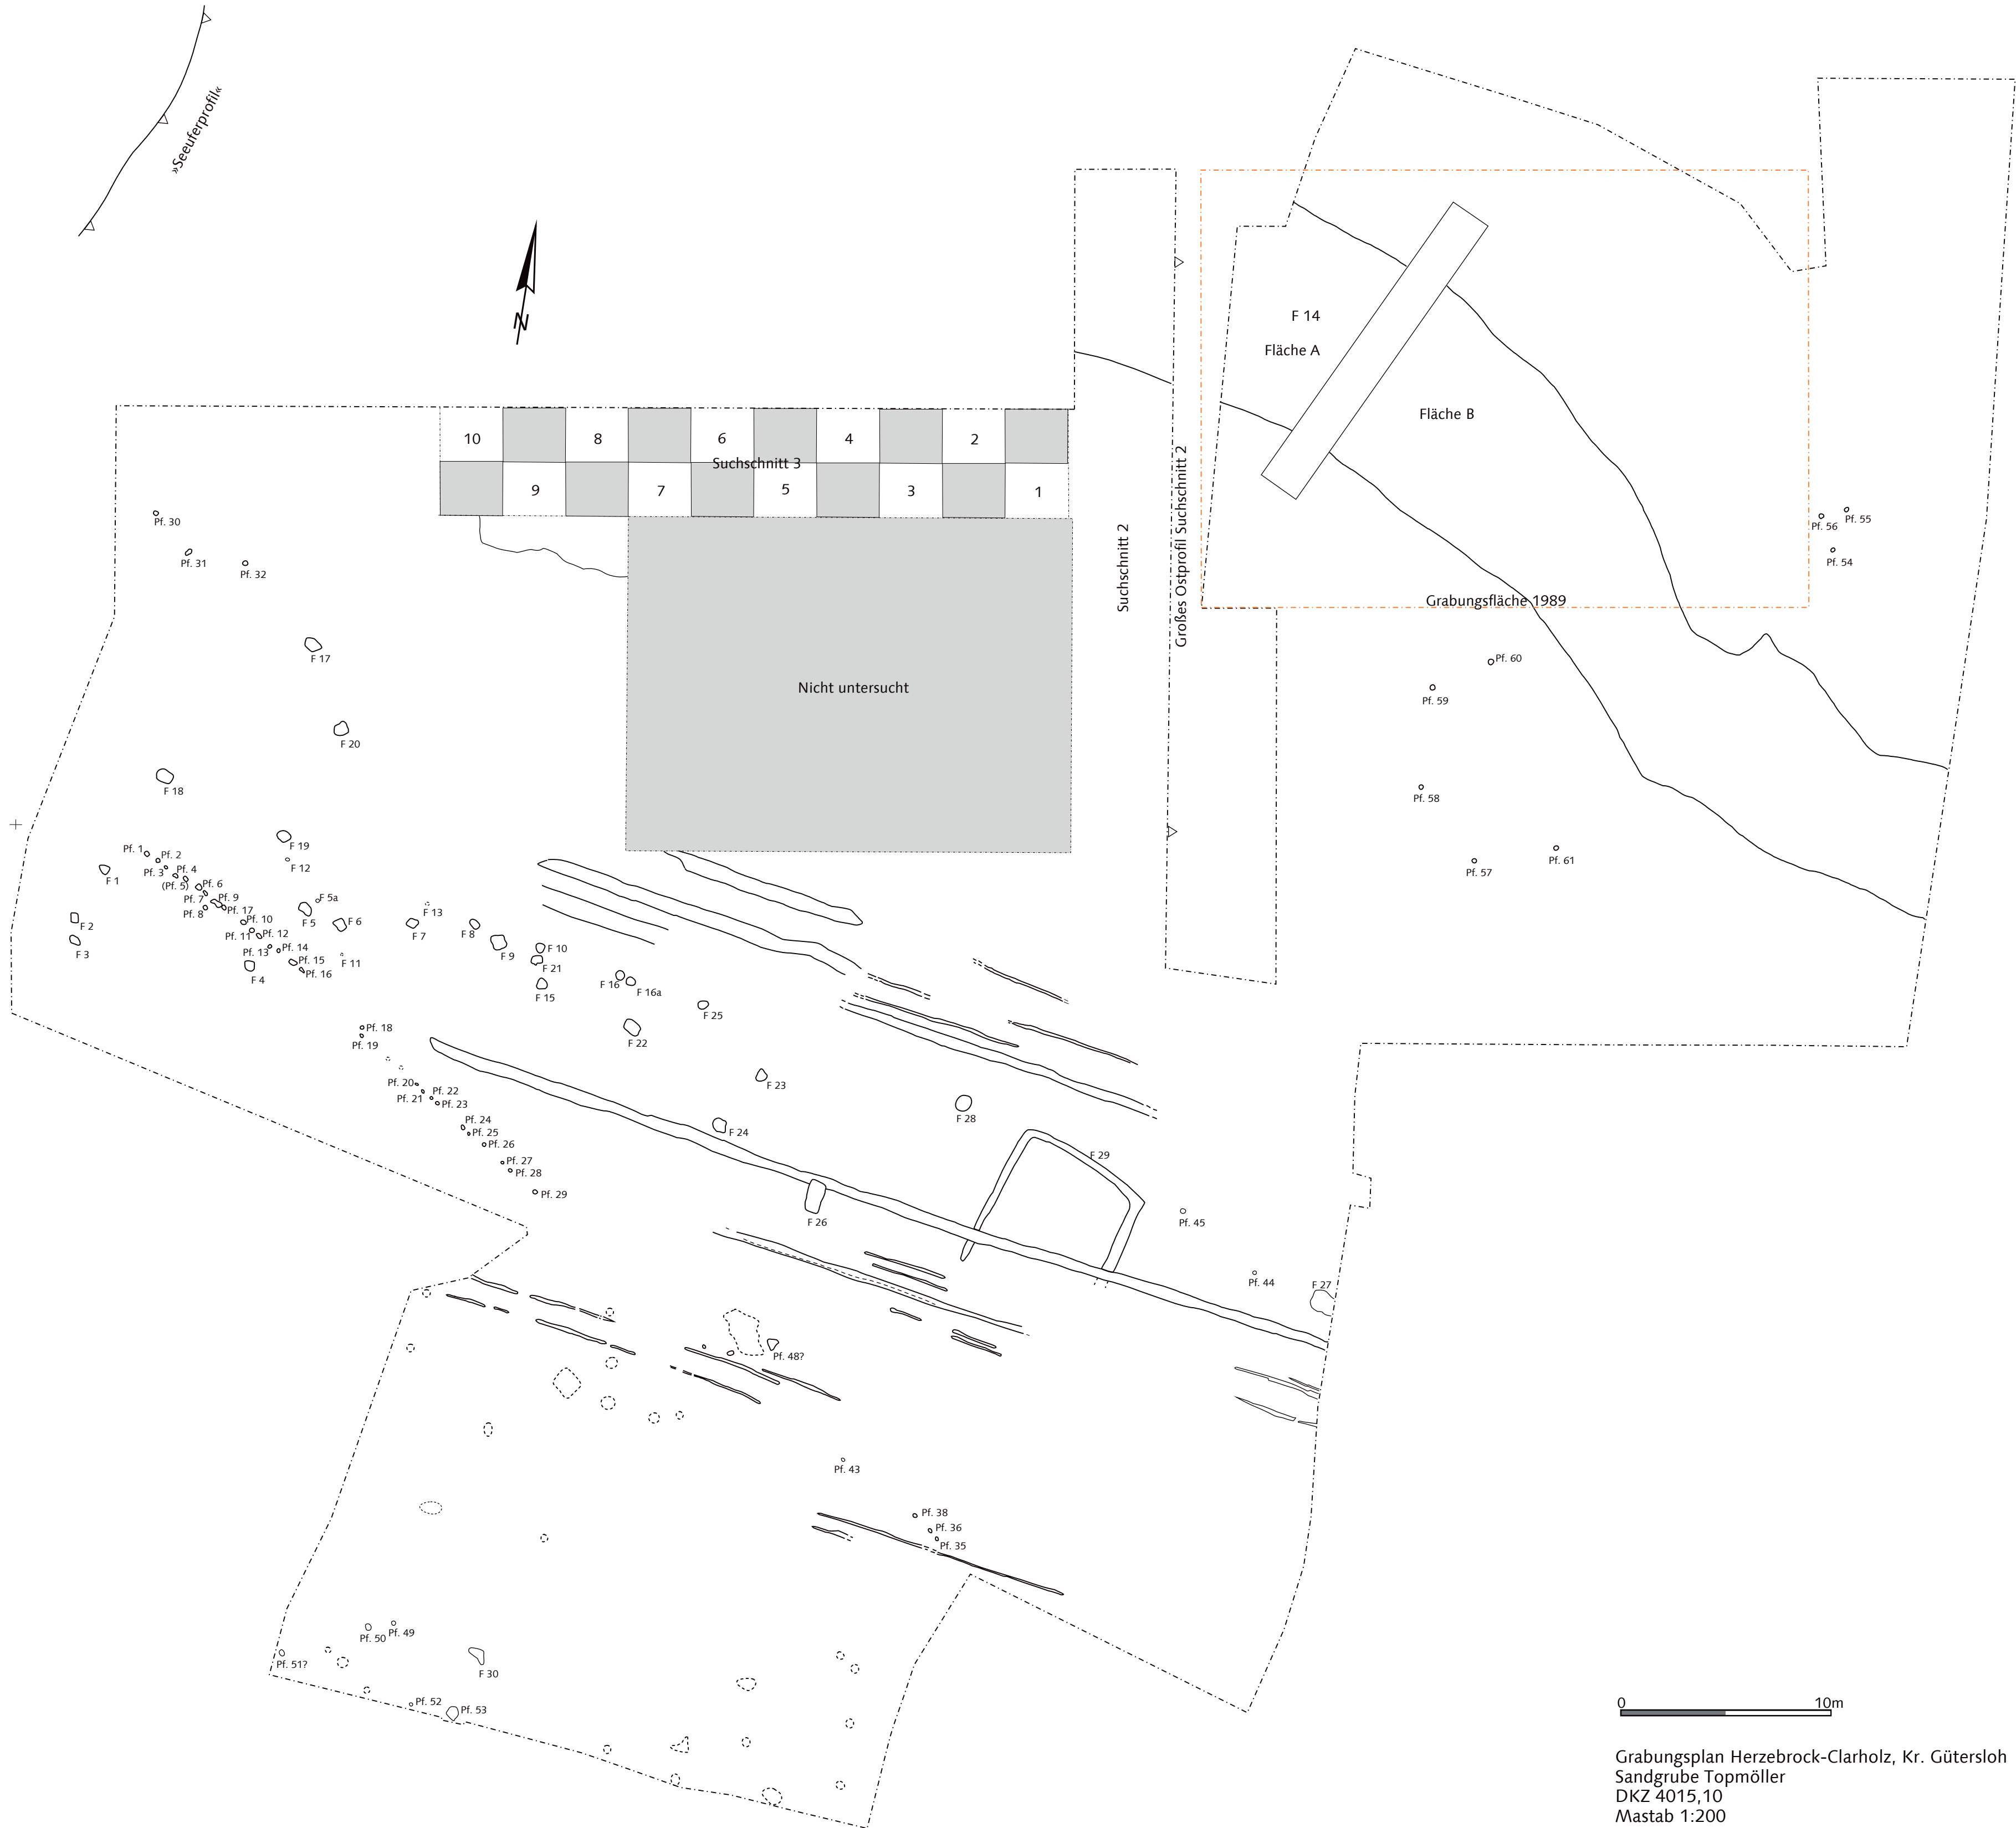 »Seeuferprofil«
N
F 14
Fläche A
Fläche B
10
8
6
4
2
Suchschnitt 3
9
7
5
3
1
Suchschnitt 2
Großes Ostprofil Suchschnitt 2
Grabungsfläche 1989
Nicht untersucht
Pf. 30
Pf. 31
Pf. 32
Pf. 55
Pf. 56
Pf. 54
Pf. 60
Pf. 59
Pf. 58
Pf. 57
Pf. 61
F 17
F 20
F 18
F 19
F 12
Pf. 1
Pf. 2
Pf. 3
Pf. 4
(Pf. 5)
Pf. 6
Pf. 7
Pf. 9
Pf. 8
Pf. 17
Pf. 10
Pf. 11
Pf. 12
Pf. 13
Pf. 14
Pf. 15
Pf. 16
F 1
F 2
F 3
F 4
F 5a
F 5
F 6
F 11
F 13
F 7
F 8
F 9
F 10
F 21
F 15
F 16
F 16a
F 25
F 22
F 23
F 24
F 28
F 29
F 26
Pf. 18
Pf. 19
Pf. 20
Pf. 21
Pf. 22
Pf. 23
Pf. 24
Pf. 25
Pf. 26
Pf. 27
Pf. 28
Pf. 29
Pf. 45
Pf. 44
F 27
Pf. 48?
Pf. 43
Pf. 38
Pf. 36
Pf. 35
Pf. 50
Pf. 49
Pf. 51?
F 30
Pf. 52
Pf. 53
0
10m
Grabungsplan Herzebrock-Clarholz, Kr. Gütersloh
Sandgrube Topmöller
DKZ 4015,10
Mastab 1:200